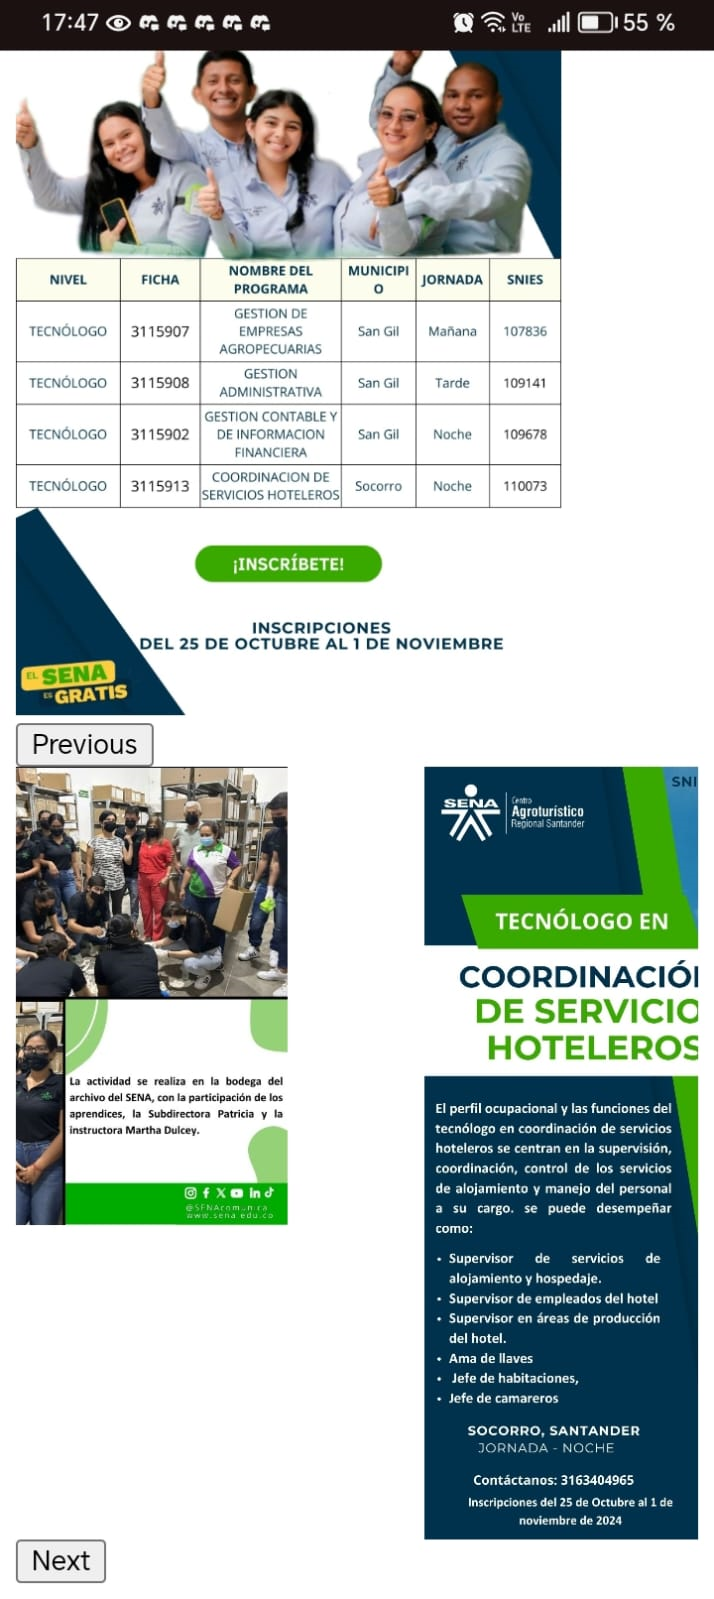 17:47
Vo
LTE
55 %
NIVEL FICHA NOMBRE DEL PROGRAMA MUNICIPIO JORNADA SNIES
TECNÓLOGO 3115907 GESTION DE EMPRESAS AGROPECUARIAS San Gil Mañana 107836
TECNÓLOGO 3115908 GESTION ADMINISTRATIVA San Gil Tarde 109141
TECNÓLOGO 3115902 GESTION CONTABLE Y DE INFORMACION FINANCIERA San Gil Noche 109678
TECNÓLOGO 3115913 COORDINACION DE SERVICIOS HOTELEROS Socorro Noche 110073
¡INSCRÍBETE!
INSCRIPCIONES
DEL 25 DE OCTUBRE AL 1 DE NOVIEMBRE
EL SENA
ES GRATIS
Previous
La actividad se realiza en la bodega del
archivo del SENA, con la participación de los
aprendices, la Subdirectora Patricia y la
instructora Martha Dulcey.
@SENAcomunica
www.sena.edu.co
SNI
SENA
Centro
Agroturístico
Regional Santander
TECNÓLOGO EN
COORDINACIÓ
DE SERVICIO
HOTELEROS
El perfil ocupacional y las funciones del
tecnólogo en coordinación de servicios
hoteleros se centran en la supervisión,
coordinación, control de los servicios
de alojamiento y manejo del personal
a su cargo. se puede desempeñar
como:
• Supervisor de servicios de
alojamiento y hospedaje.
• Supervisor de empleados del hotel
• Supervisor en áreas de producción
del hotel.
• Ama de llaves
• Jefe de habitaciones,
• Jefe de camareros
SOCORRO, SANTANDER
JORNADA - NOCHE
Contáctanos: 3163404965
Inscripciones del 25 de Octubre al 1 de
noviembre de 2024
Next